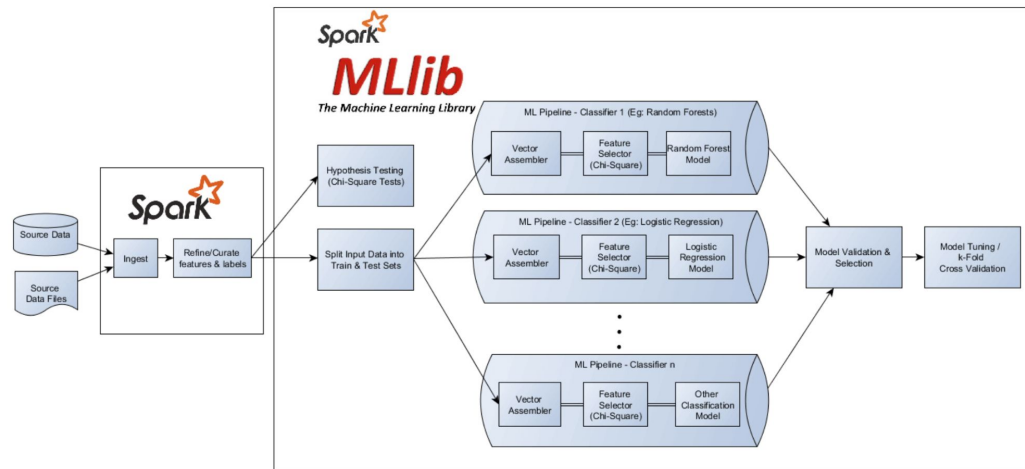 Spark
MLlib
The Machine Learning Library
ML Pipeline - Classifier 1 (Eg: Random Forests)
Vector
Assembler
Feature
Selector
(Chi-Square)
Random Forest
Model
Hypothesis Testing
(Chi-Square Tests)
Spark
Source Data
Source
Data Files
Ingest
Refine/Curate
features & labels
Split Input Data into
Train & Test Sets
ML Pipeline - Classifier 2 (Eg: Logistic Regression)
Vector
Assembler
Feature
Selector
(Chi-Square)
Logistic
Regression
Model
Model Validation &
Selection
Model Tuning /
k-Fold
Cross Validation
ML Pipeline - Classifier n
Vector
Assembler
Feature
Selector
(Chi-Square)
Other
Classification
Model